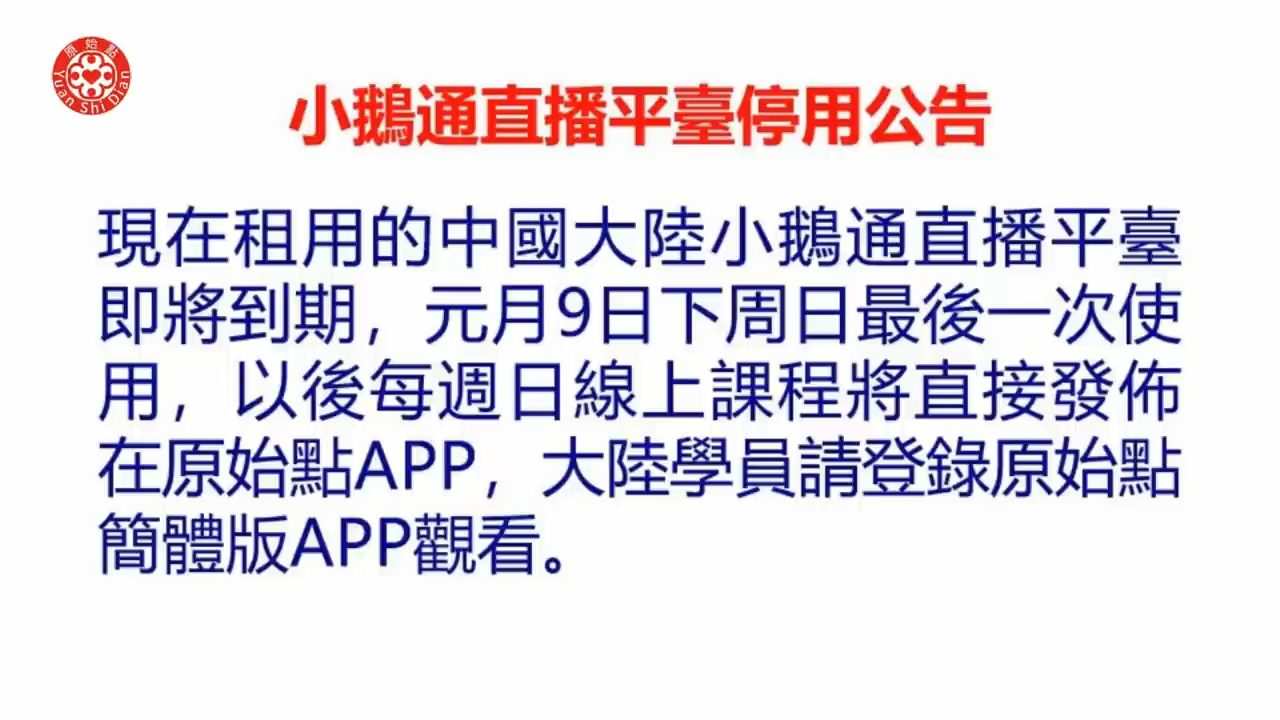 原始點
Yuan Shi Dian
小鵝通直播平臺停用公告
現在租用的中國大陸小鵝通直播平臺
即將到期，元月9日下周日最後一次使
用，以後每週日線上課程將直接發佈
在原始點APP，大陸學員請登錄原始點
簡體版APP觀看。